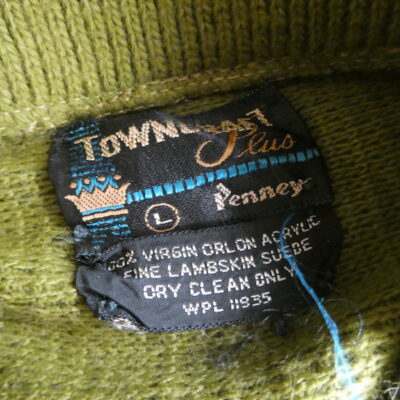 TOWNCRAFT
Plus
L
Penneys
100% VIRGIN ORLON ACRYLIC
FINE LAMBSKIN SUEDE
DRY CLEAN ONLY
WPL 11935